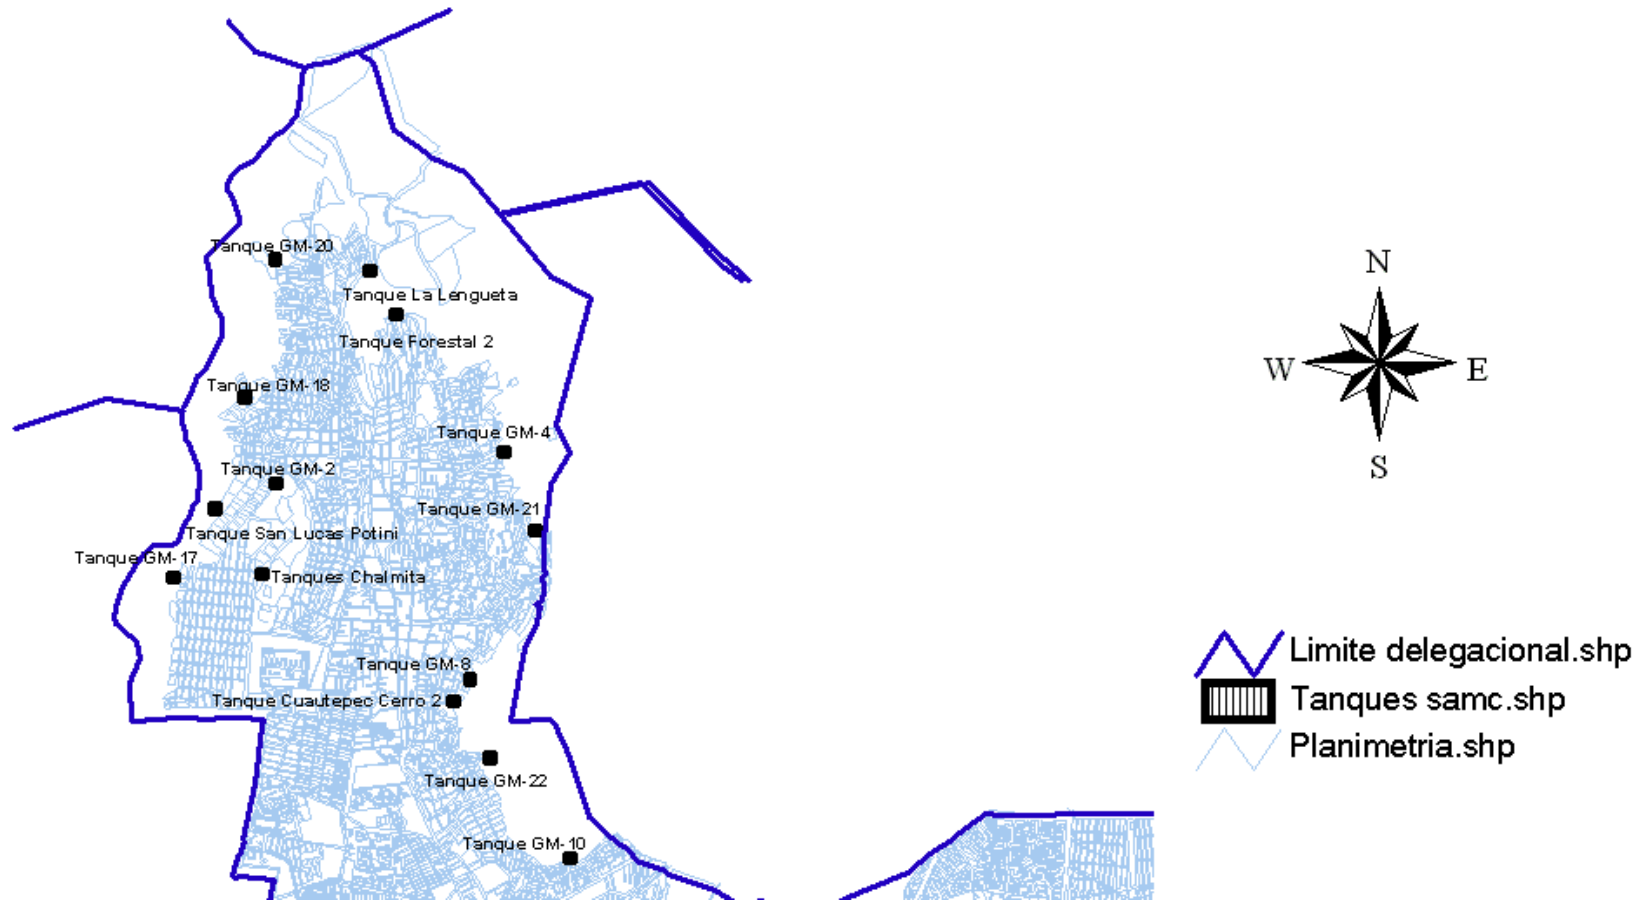 Tanque GM-20
Tanque La Lengueta
Tanque Forestal 2
Tanque GM-18
Tanque GM-4
Tanque GM-2
Tanque GM-21
Tanque San Lucas Potini
Tanque GM-17
Tanques Chalmita
Tanque GM-8
Tanque Cuautepec Cerro 2
Tanque GM-22
Tanque GM-10
N
W
E
S
Limite delegacional.shp
Tanques samc.shp
Planimetria.shp